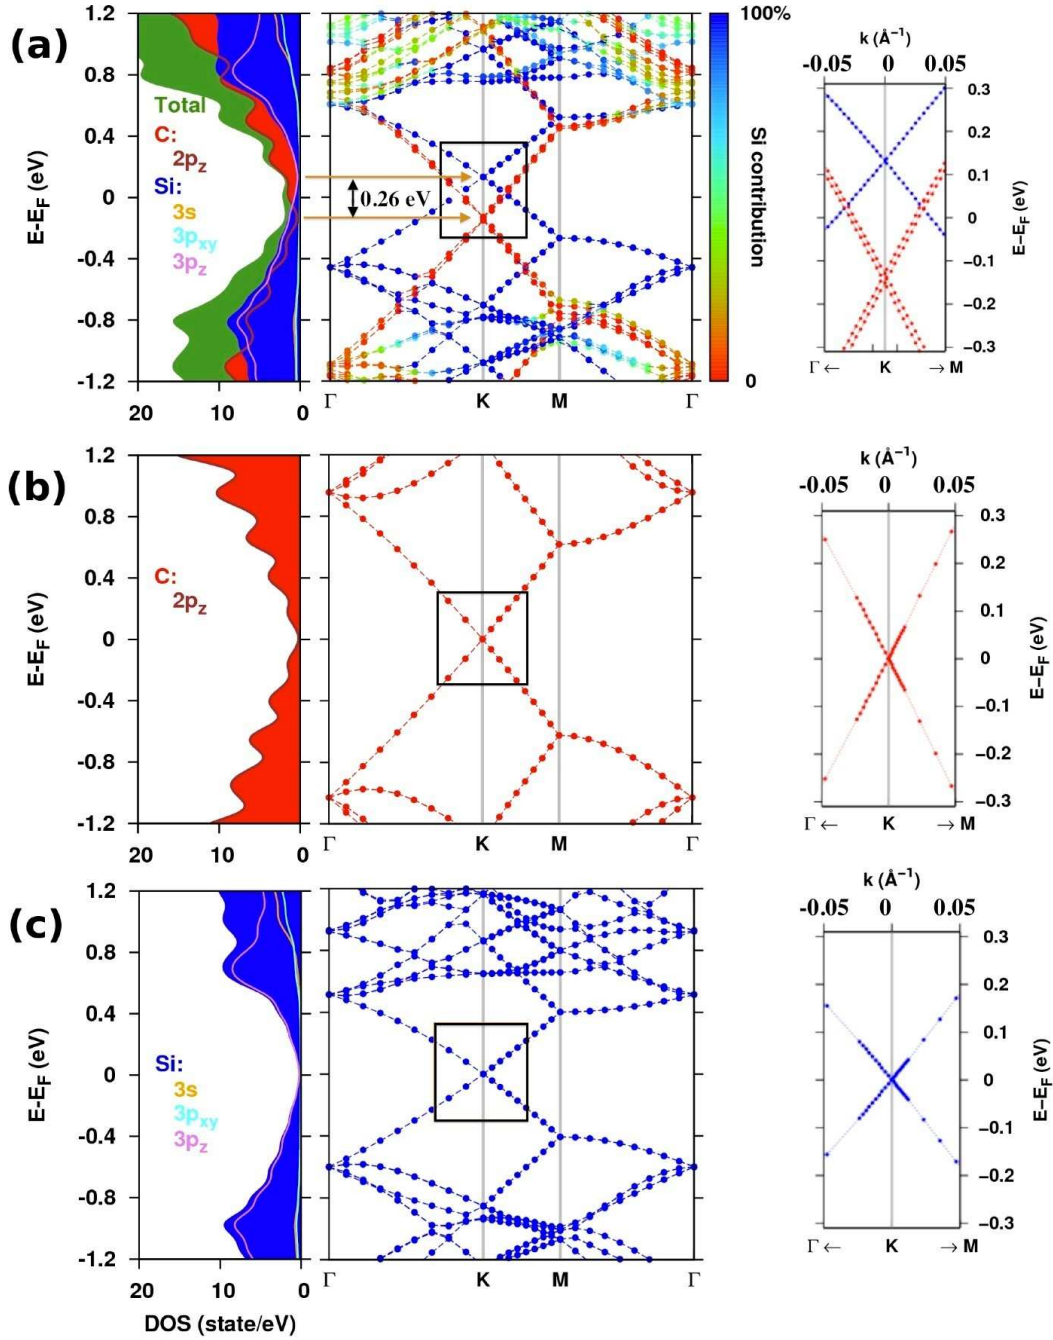 (a)
1.2
0.8
0.4
0
-0.4
-0.8
-1.2
E-E_F (eV)
Total
C:
2p_z
Si:
3s
3p_xy
3p_z
20 10 0
0.26 eV
Γ K M Γ
100%
Si contribution
0
k (Å⁻¹)
-0.05 0 0.05
0.3
0.2
0.1
0
−0.1
−0.2
−0.3
E−E_F (eV)
Γ ← K → M
(b)
1.2
0.8
0.4
0
-0.4
-0.8
-1.2
E-E_F (eV)
C:
2p_z
20 10 0
Γ K M Γ
k (Å⁻¹)
-0.05 0 0.05
0.3
0.2
0.1
0
−0.1
−0.2
−0.3
E−E_F (eV)
Γ ← K → M
(c)
1.2
0.8
0.4
0
-0.4
-0.8
-1.2
E-E_F (eV)
Si:
3s
3p_xy
3p_z
20 10 0
DOS (state/eV)
Γ K M Γ
k (Å⁻¹)
-0.05 0 0.05
0.3
0.2
0.1
0
−0.1
−0.2
−0.3
E−E_F (eV)
Γ ← K → M